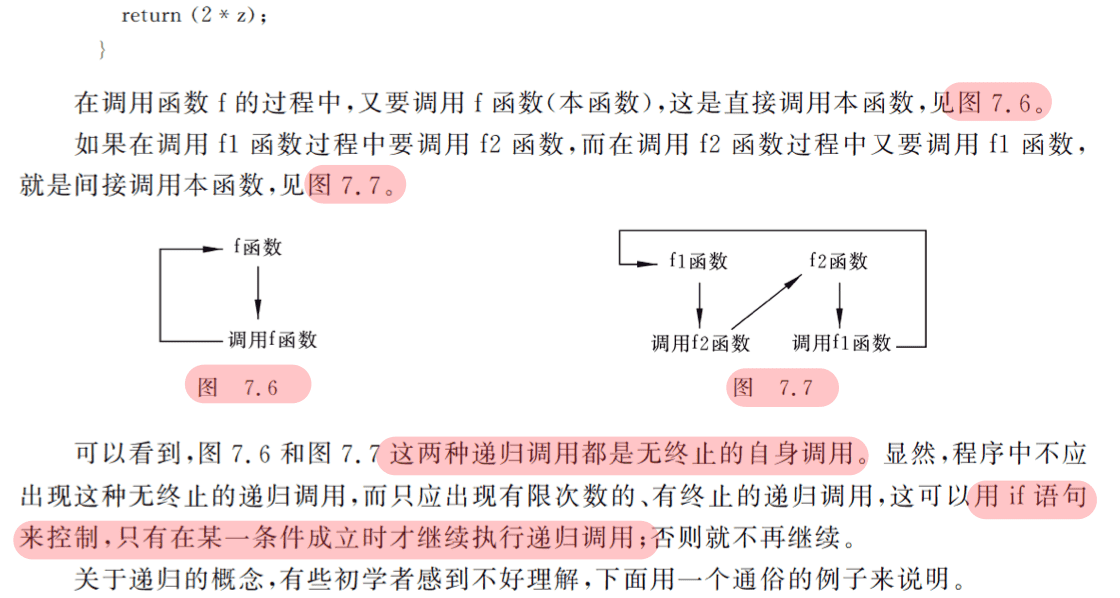 return (2 * z);
}
在调用函数 f 的过程中,又要调用 f 函数(本函数),这是直接调用本函数,见图 7.6。
如果在调用 f1 函数过程中要调用 f2 函数,而在调用 f2 函数过程中又要调用 f1 函数,
就是间接调用本函数,见图 7.7。
f函数
调用f函数
图 7.6
f1函数 f2函数
调用f2函数 调用f1函数
图 7.7
可以看到,图 7.6 和图 7.7 这两种递归调用都是无终止的自身调用。显然,程序中不应
出现这种无终止的递归调用,而只应出现有限次数的、有终止的递归调用,这可以用 if 语句
来控制,只有在某一条件成立时才继续执行递归调用;否则就不再继续。
关于递归的概念,有些初学者感到不好理解,下面用一个通俗的例子来说明。